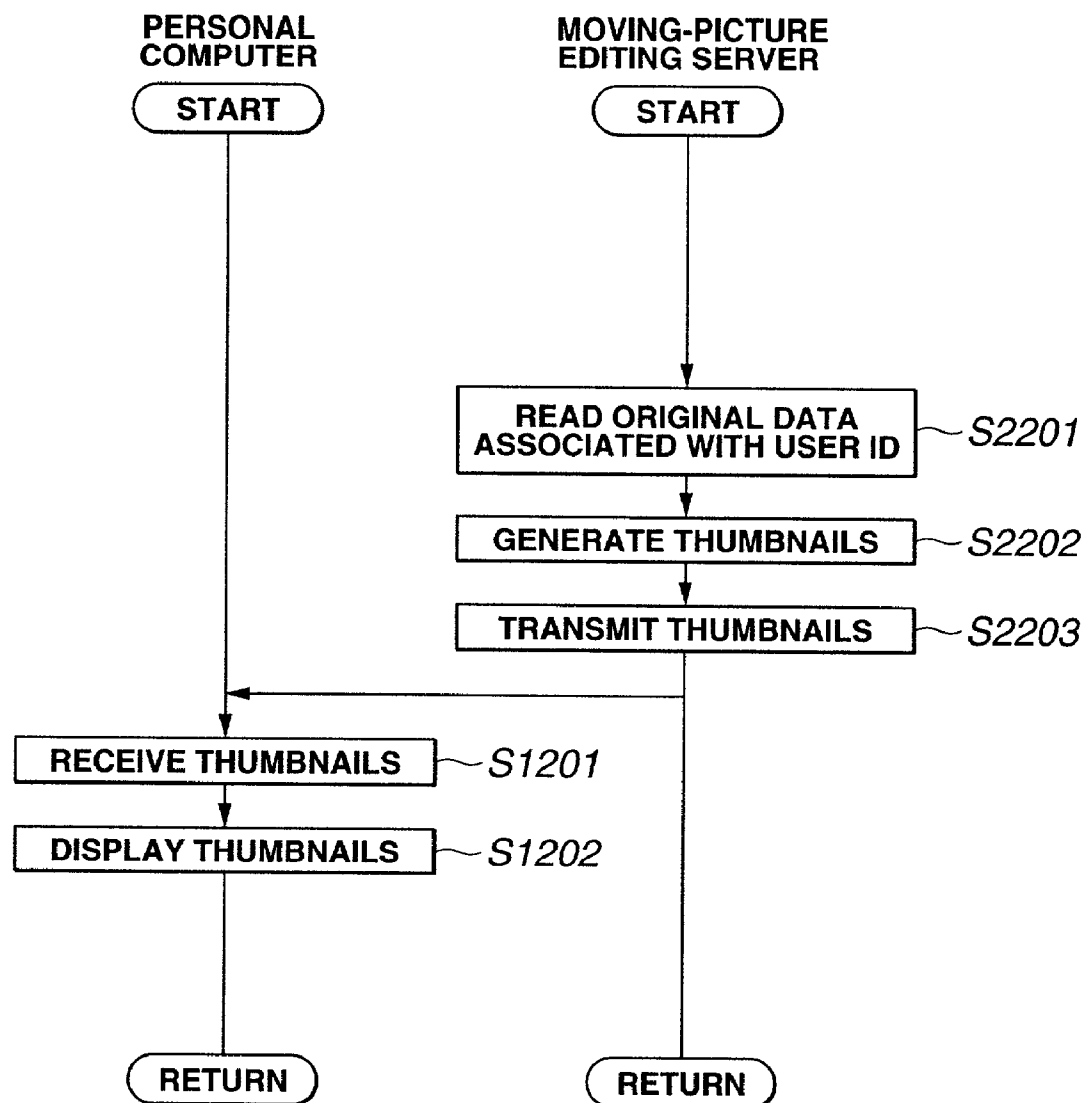 PERSONAL
COMPUTER
MOVING-PICTURE
EDITING SERVER
START
START
READ ORIGINAL DATA
ASSOCIATED WITH USER ID
S2201
GENERATE THUMBNAILS
S2202
TRANSMIT THUMBNAILS
S2203
RECEIVE THUMBNAILS
S1201
DISPLAY THUMBNAILS
S1202
RETURN
RETURN